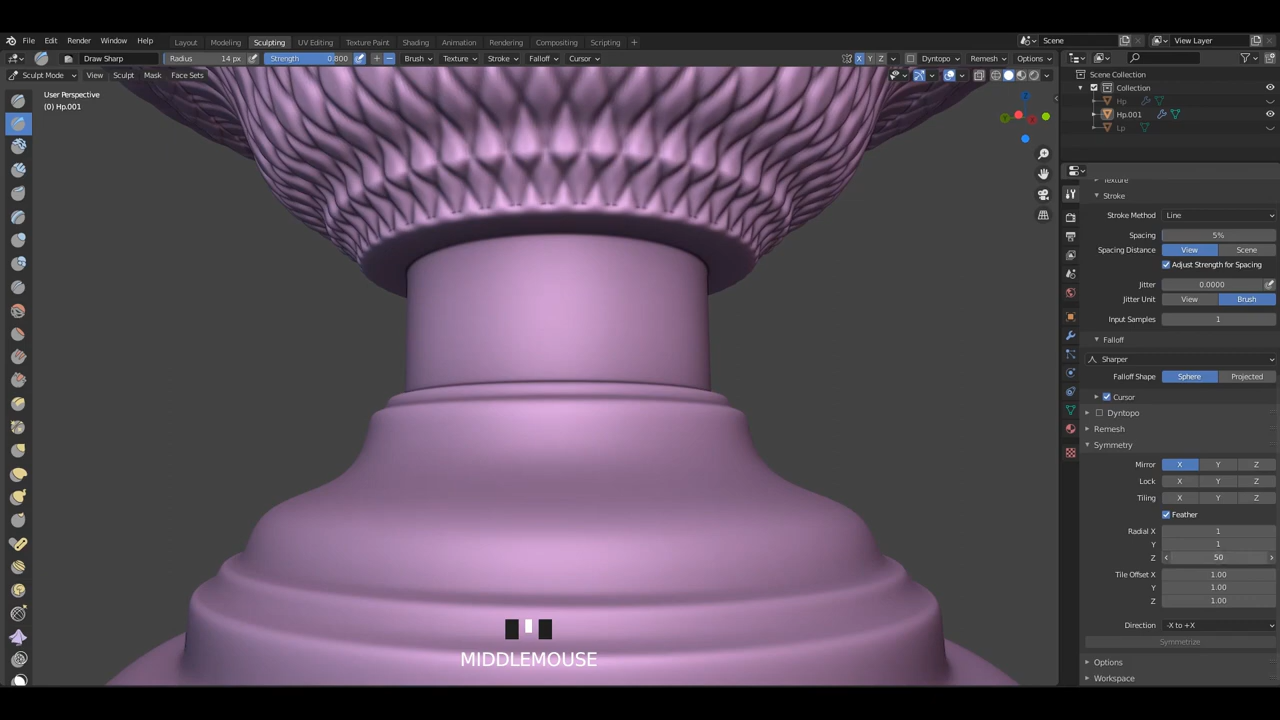 File Edit Render Window Help Layout Modeling Sculpting UV Editing Texture Paint Shading Animation Rendering Compositing Scripting + Scene View Layer
Draw Sharp Radius 14 px Strength 0.800 Brush Texture Stroke Falloff Cursor X Y Z Dyntopo Remesh Options
Sculpt Mode View Sculpt Mask Face Sets
User Perspective
(0) Hp.001
Scene Collection
Collection
Hp
Hp.001
Lp
Texture
Stroke
Stroke Method Line
Spacing 5%
Spacing Distance View Scene
Adjust Strength for Spacing
Jitter 0.0000
Jitter Unit View Brush
Input Samples 1
Falloff
Sharper
Falloff Shape Sphere Projected
Cursor
Dyntopo
Remesh
Symmetry
Mirror X Y Z
Lock X Y Z
Tiling X Y Z
Feather
Radial X 1
Y 1
Z 50
Tile Offset X 1.00
Y 1.00
Z 1.00
Direction -X to +X
Symmetrize
Options
Workspace
MIDDLEMOUSE